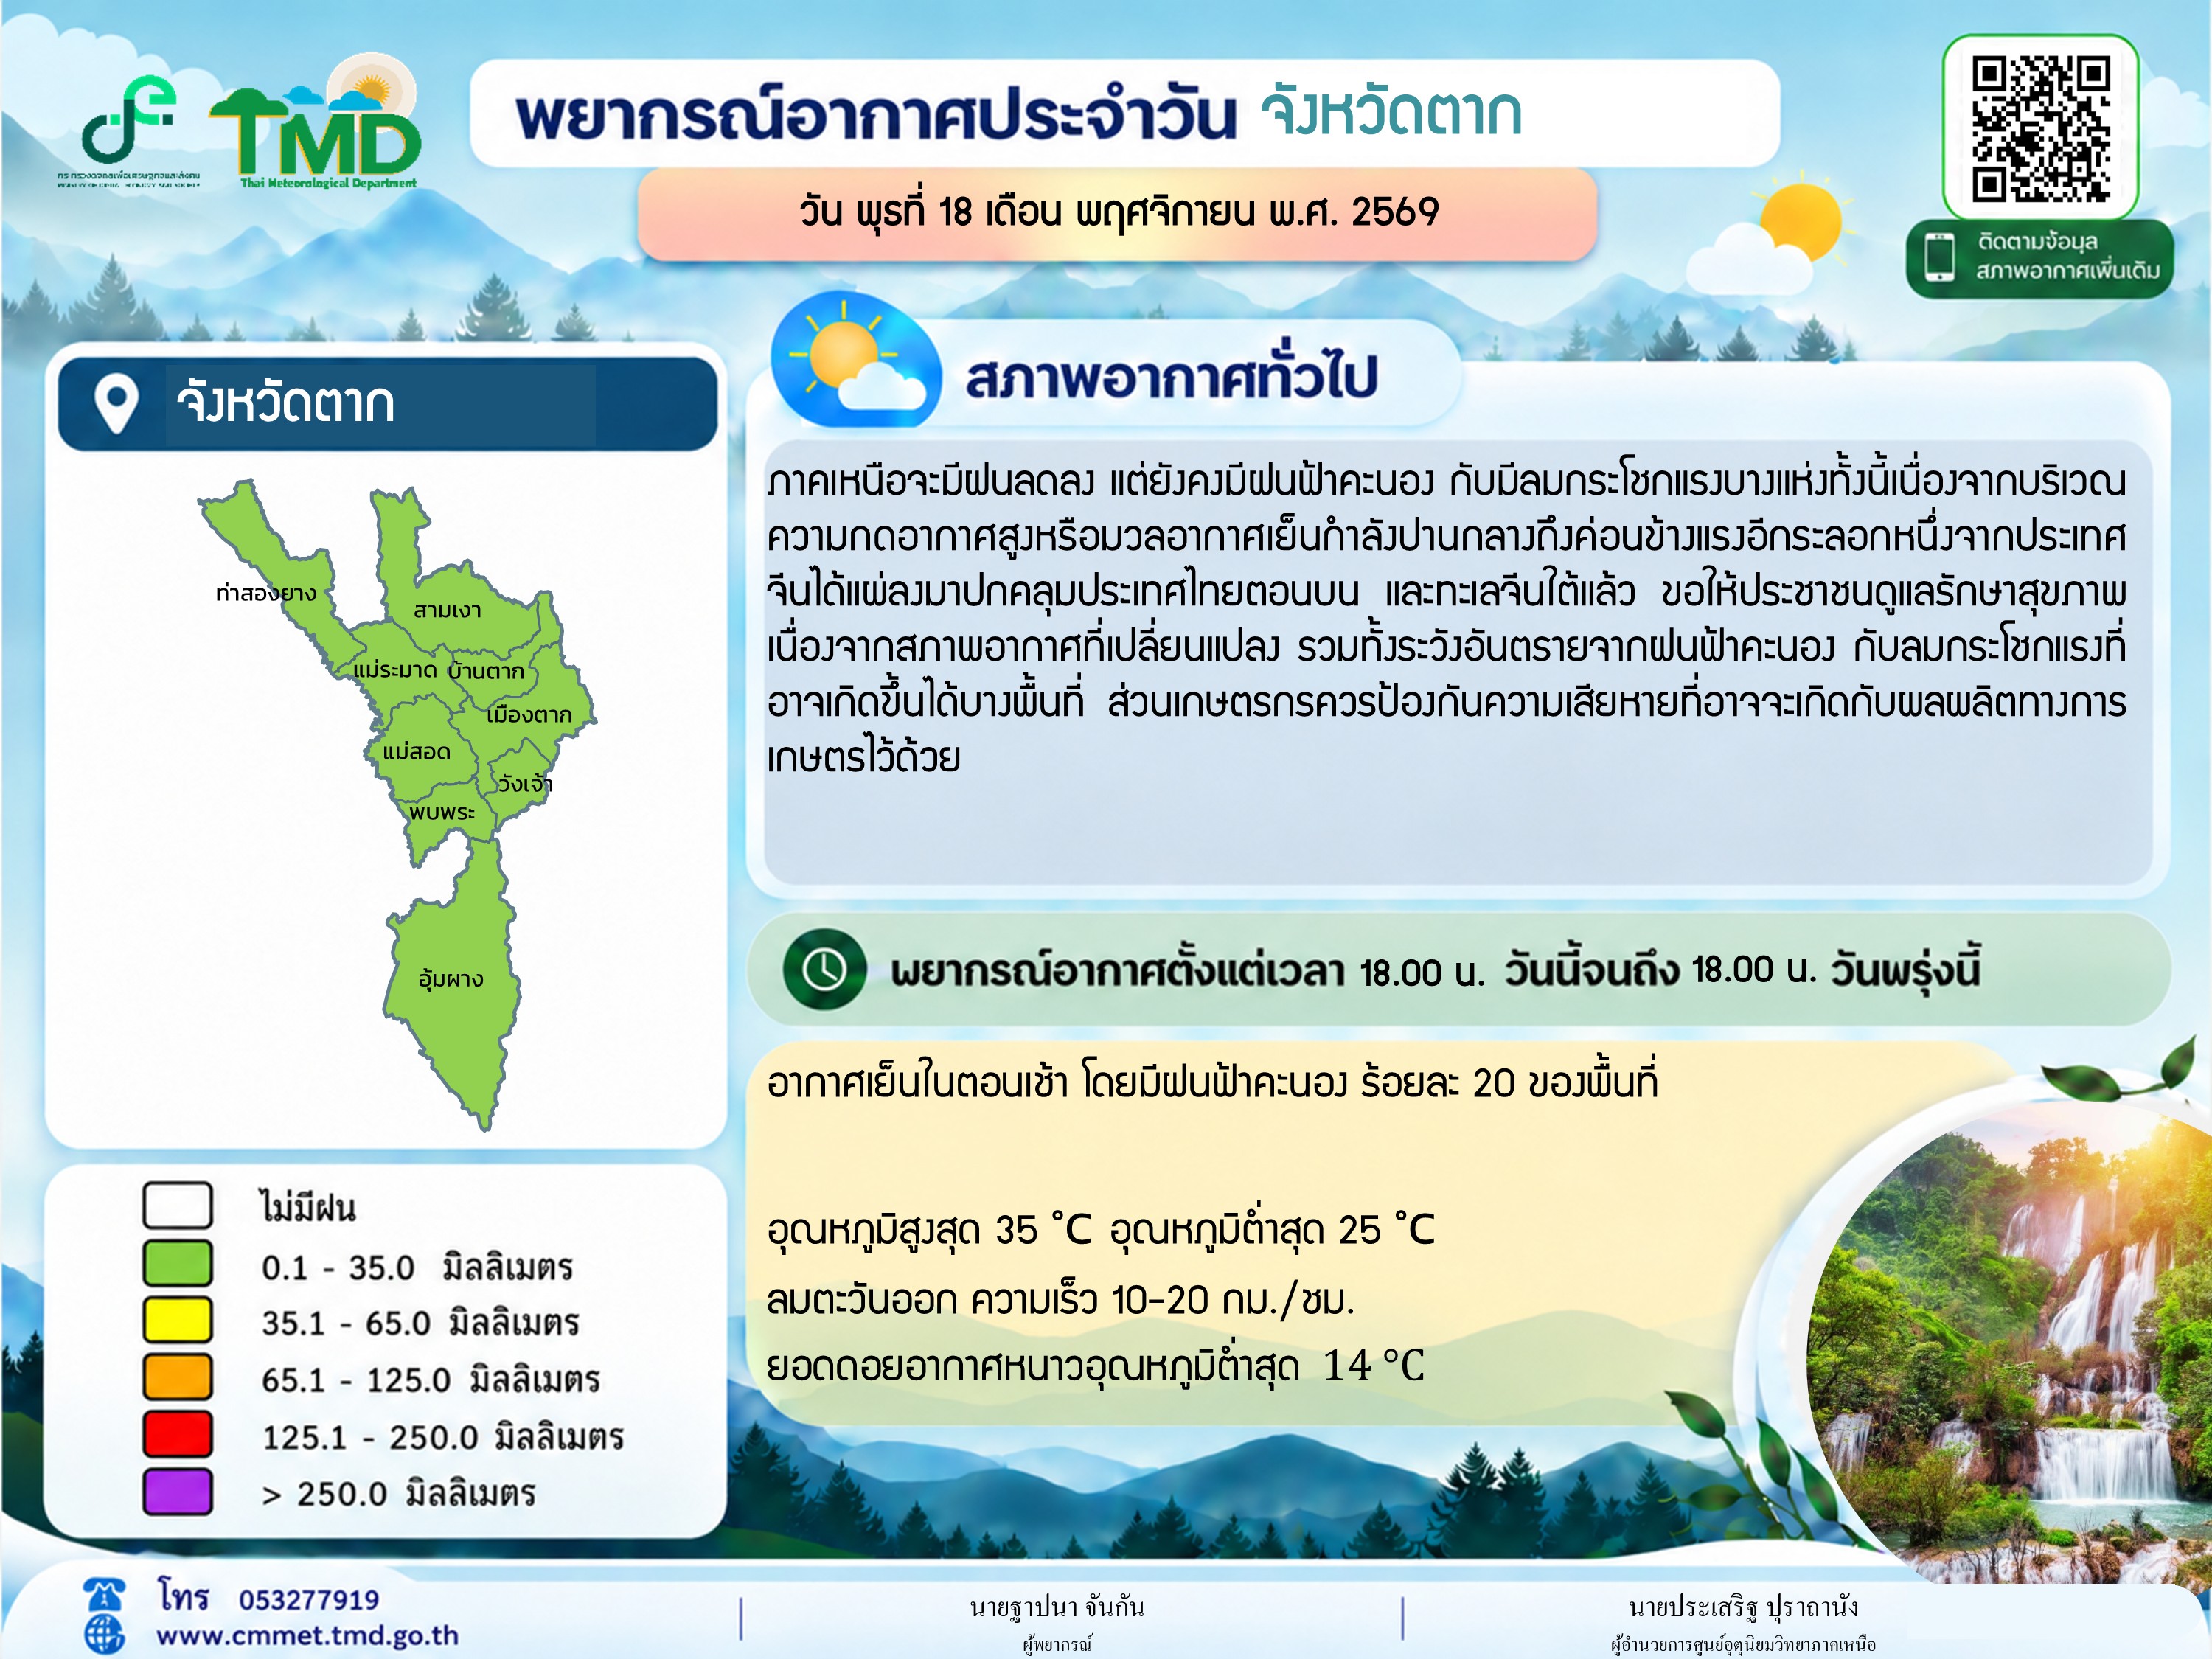 พยากรณ์อากาศประจำวัน จังหวัดตาก
TMD
Thai Meteorological Department
วัน พุธที่ 18 เดือน พฤศจิกายน พ.ศ. 2569
ติดตามข้อมูล
สภาพอากาศเพิ่มเติม
จังหวัดตาก
ท่าสองยาง
สามเงา
แม่ระมาด
บ้านตาก
เมืองตาก
แม่สอด
วังเจ้า
พบพระ
อุ้มผาง
ไม่มีฝน
0.1 - 35.0 มิลลิเมตร
35.1 - 65.0 มิลลิเมตร
65.1 - 125.0 มิลลิเมตร
125.1 - 250.0 มิลลิเมตร
> 250.0 มิลลิเมตร
สภาพอากาศทั่วไป
ภาคเหนือจะมีฝนลดลง แต่ยังคงมีฝนฟ้าคะนอง กับมีลมกระโชกแรงบางแห่งทั้งนี้เนื่องจากบริเวณ
ความกดอากาศสูงหรือมวลอากาศเย็นกำลังปานกลางถึงค่อนข้างแรงอีกระลอกหนึ่งจากประเทศ
จีนได้แผ่ลงมาปกคลุมประเทศไทยตอนบน และทะเลจีนใต้แล้ว ขอให้ประชาชนดูแลรักษาสุขภาพ
เนื่องจากสภาพอากาศที่เปลี่ยนแปลง รวมทั้งระวังอันตรายจากฝนฟ้าคะนอง กับลมกระโชกแรงที่
อาจเกิดขึ้นได้บางพื้นที่ ส่วนเกษตรกรควรป้องกันความเสียหายที่อาจจะเกิดกับผลผลิตทางการ
เกษตรไว้ด้วย
พยากรณ์อากาศตั้งแต่เวลา 18.00 น. วันนี้จนถึง 18.00 น. วันพรุ่งนี้
อากาศเย็นในตอนเช้า โดยมีฝนฟ้าคะนอง ร้อยละ 20 ของพื้นที่
อุณหภูมิสูงสุด 35 °C อุณหภูมิต่ำสุด 25 °C
ลมตะวันออก ความเร็ว 10-20 กม./ชม.
ยอดดอยอากาศหนาวอุณหภูมิต่ำสุด 14 °C
โทร 053277919
www.cmmet.tmd.go.th
นายฐาปนา จันกัน
ผู้พยากรณ์
นายประเสริฐ ปุราถานัง
ผู้อำนวยการศูนย์อุตุนิยมวิทยาภาคเหนือ